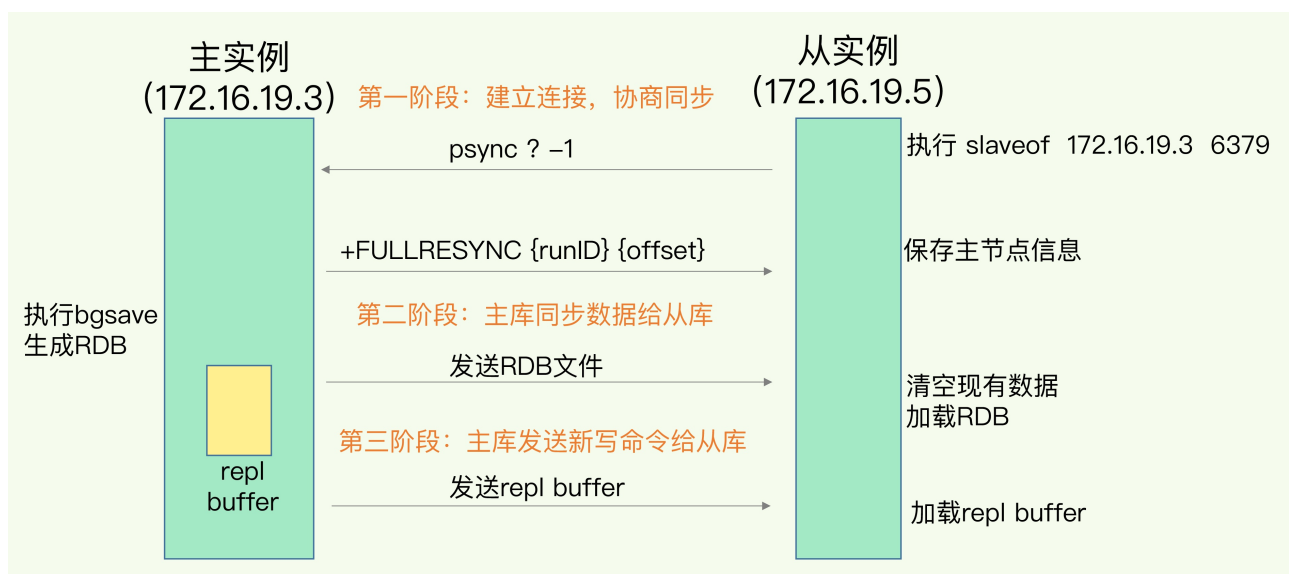 主实例
(172.16.19.3)
从实例
(172.16.19.5)
第一阶段：建立连接，协商同步
执行 slaveof 172.16.19.3 6379
psync ? -1
+FULLRESYNC {runID} {offset}
保存主节点信息
执行bgsave
生成RDB
第二阶段：主库同步数据给从库
发送RDB文件
清空现有数据
加载RDB
第三阶段：主库发送新写命令给从库
repl
buffer
发送repl buffer
加载repl buffer